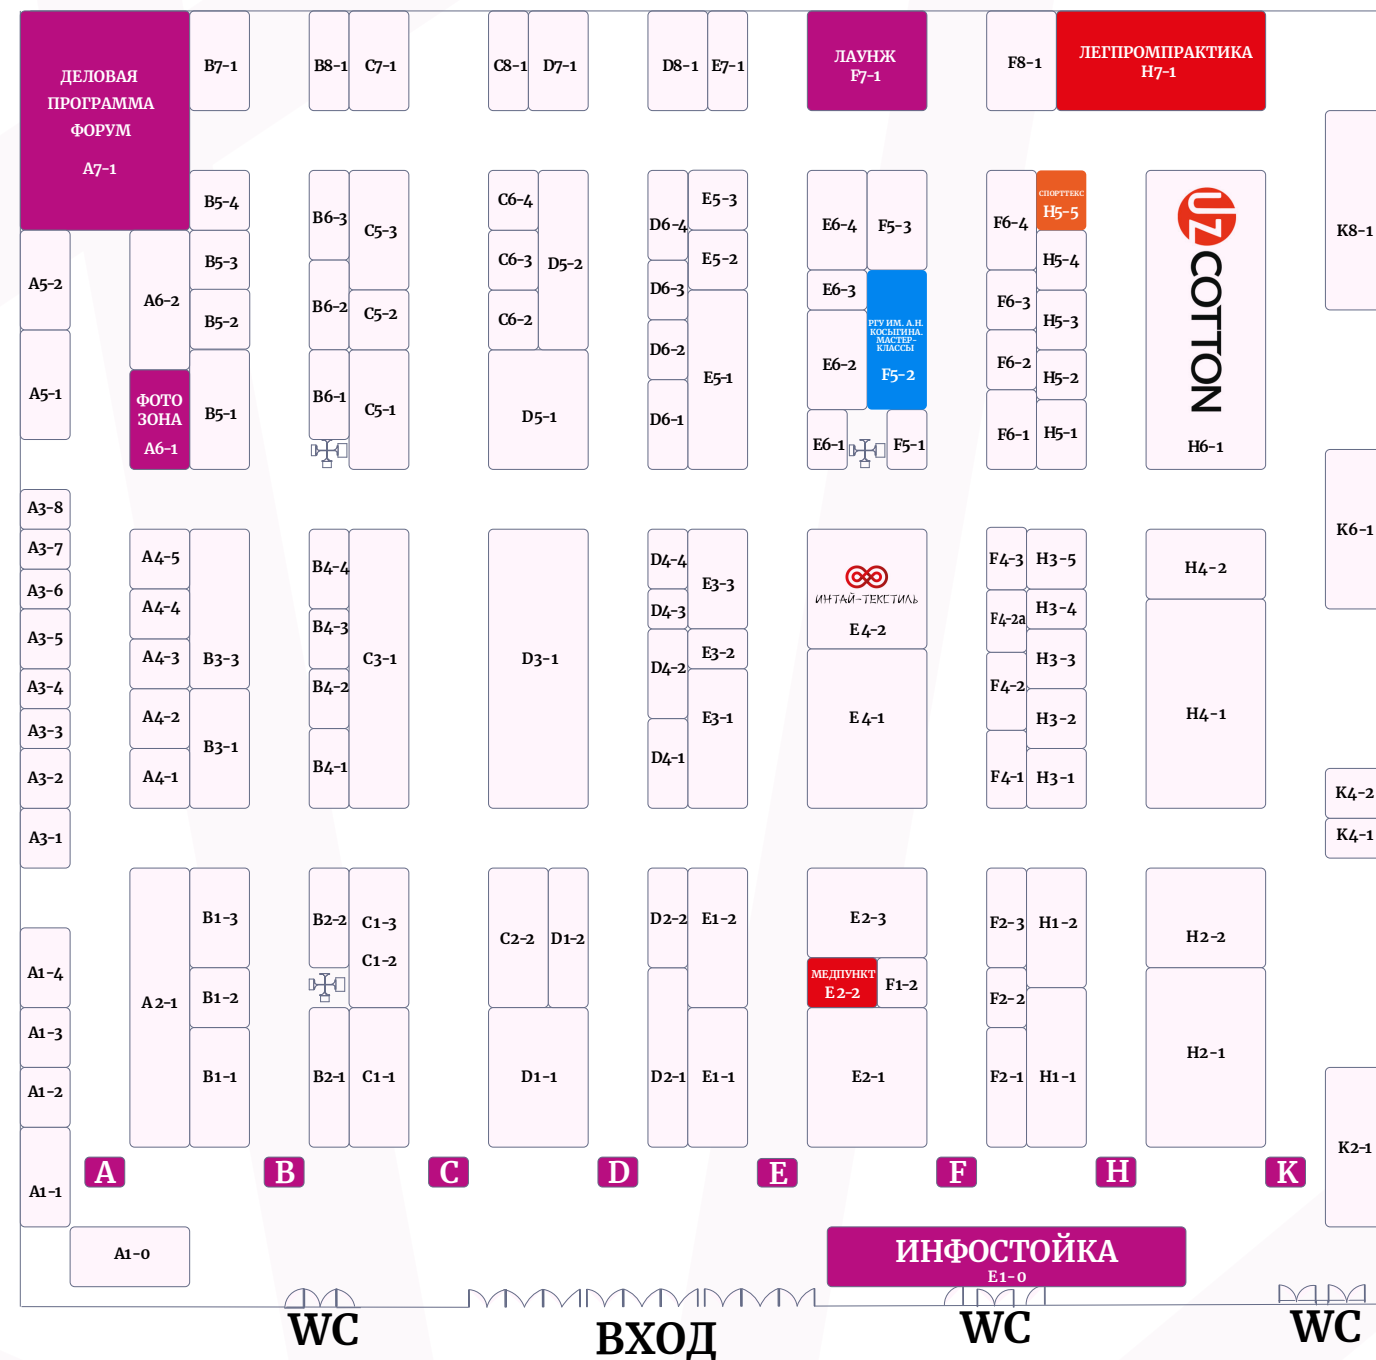 ДЕЛОВАЯ
ПРОГРАММА
ФОРУМ
A7-1
B7-1
B8-1
C7-1
C8-1
D7-1
D8-1
E7-1
ЛАУНЖ
F7-1
F8-1
ЛЕГПРОМПРАКТИКА
H7-1
B5-4
B6-3
C5-3
C6-4
D5-2
D6-4
E5-3
E6-4
F5-3
F6-4
СПОРТТЕКС
H5-5
UZ
COTTON
H6-1
K8-1
A5-2
A6-2
B5-3
B5-2
B6-2
C5-2
C6-3
C6-2
D6-3
D6-2
E5-2
E6-3
РГУ ИМ. А.Н.
КОСЫГИНА.
МАСТЕР-
КЛАССЫ
F5-2
F6-3
F6-2
H5-4
H5-3
H5-2
A5-1
ФОТО
ЗОНА
A6-1
B5-1
B6-1
C5-1
D5-1
D6-1
E5-1
E6-2
E6-1
F5-1
F6-1
H5-1
K6-1
A3-8
A3-7
A3-6
A3-5
A3-4
A3-3
A3-2
A3-1
A4-5
A4-4
A4-3
A4-2
A4-1
B3-3
B3-1
B4-4
B4-3
B4-2
B4-1
C3-1
D3-1
D4-4
D4-3
D4-2
D4-1
E3-3
E3-2
E3-1
ИНТАЙ-ТЕКСТИЛЬ
E4-2
E4-1
F4-3
F4-2a
F4-2
F4-1
H3-5
H3-4
H3-3
H3-2
H3-1
H4-2
H4-1
K4-2
K4-1
A1-4
A1-3
A1-2
A1-1
A2-1
B1-3
B1-2
B1-1
B2-2
B2-1
C1-3
C1-2
C1-1
C2-2
D1-2
D1-1
D2-2
D2-1
E1-2
E1-1
E2-3
МЕДПУНКТ
E2-2
F1-2
E2-1
F2-3
F2-2
F2-1
H1-2
H1-1
H2-2
H2-1
K2-1
A
B
C
D
E
F
H
K
A1-0
ИНФОСТОЙКА
E1-0
WC
ВХОД
WC
WC